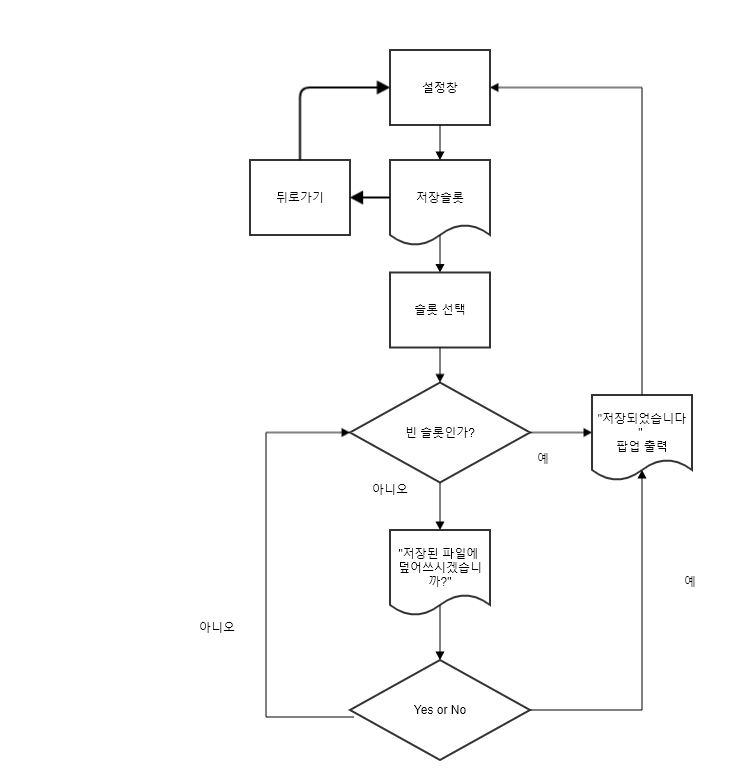 설정창
뒤로가기
저장슬롯
슬롯 선택
빈 슬롯인가?
"저장되었습니다
"
팝업 출력
예
아니오
"저장된 파일에
덮어쓰시겠습니
까?"
예
아니오
Yes or No